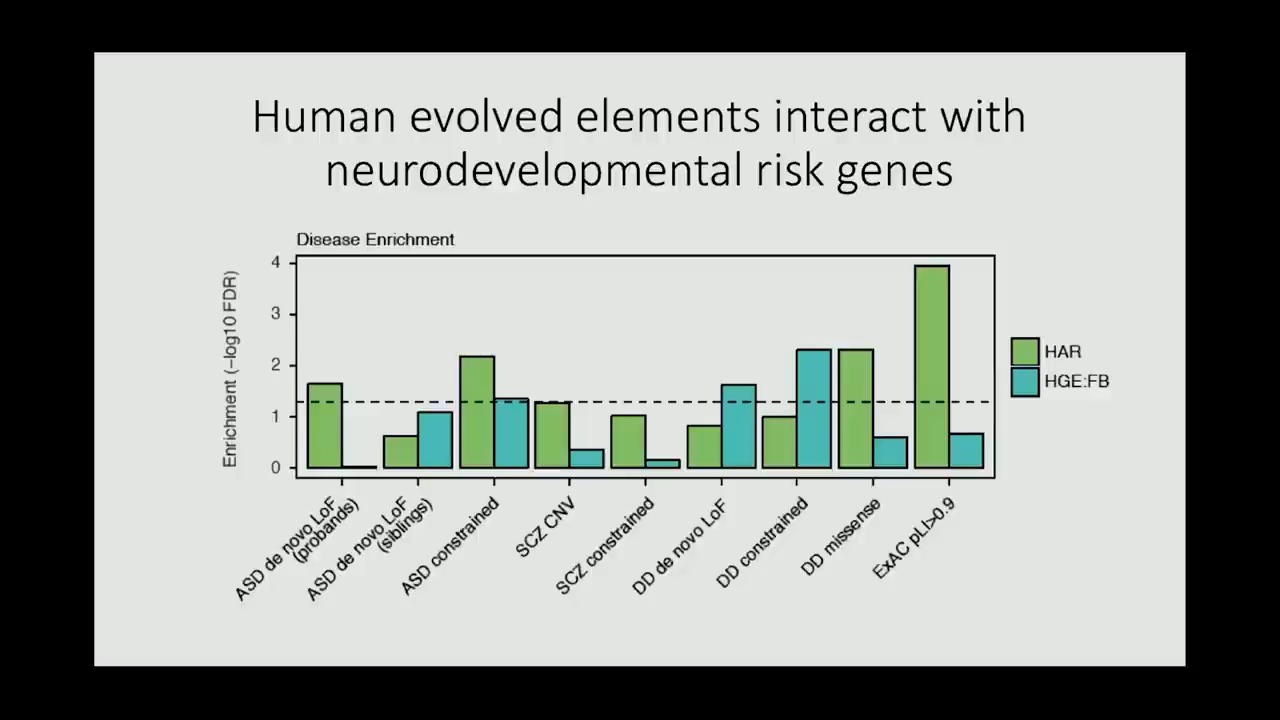 Human evolved elements interact with
neurodevelopmental risk genes
Disease Enrichment
Enrichment (−log10 FDR)
4
3
2
1
0
HAR
HGE:FB
ASD de novo LoF
(probands)
ASD de novo LoF
(siblings)
ASD constrained
SCZ CNV
SCZ constrained
DD de novo LoF
DD constrained
DD missense
ExAC pLI>0.9